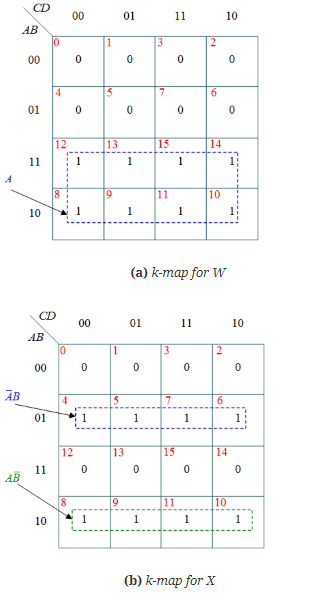 CD
00 01 11 10
AB
0 1 3 2
00 0 0 0 0
4 5 7 6
01 0 0 0 0
12 13 15 14
11 1 1 1 1
A
8 9 11 10
10 1 1 1 1
(a) k-map for W
CD
00 01 11 10
AB
0 1 3 2
00 0 0 0 0
4 5 7 6
A̅B
01 1 1 1 1
12 13 15 14
11 0 0 0 0
AB̅
8 9 11 10
10 1 1 1 1
(b) k-map for X